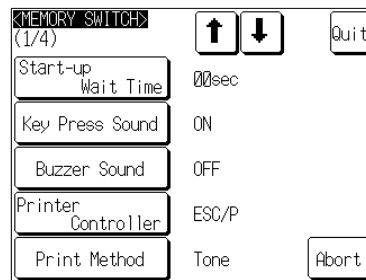 <MEMORY SWITCH>
(1/4)
Quit
Start-up
Wait Time
00sec
Key Press Sound
ON
Buzzer Sound
OFF
Printer
Controller
ESC/P
Print Method
Tone
Abort